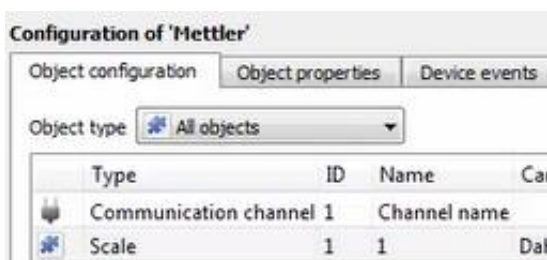 Configuration of 'Mettler'
Object configuration Object properties Device events
Object type All objects
Type ID Name
Communication channel 1 Channel name
Scale 1 1